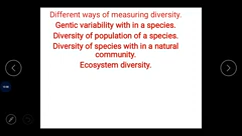 Different ways of measuring diversity.
Gentic variability with in a species.
Diversity of population of a species.
Diversity of species with in a natural
community.
Ecosystem diversity.